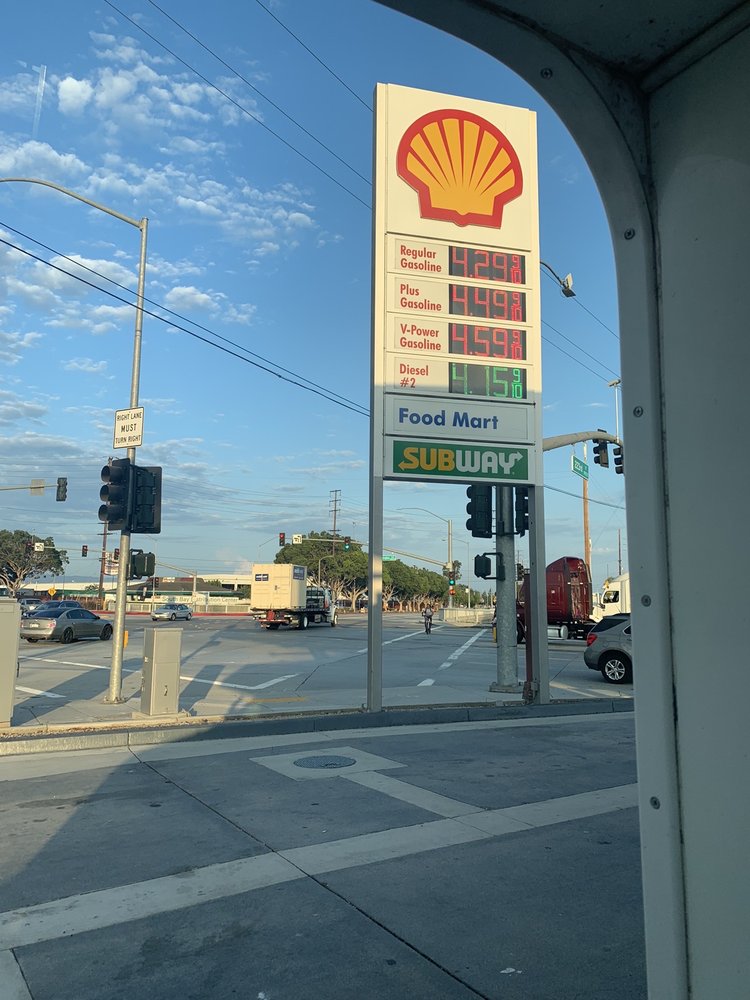 Regular
Gasoline
4.29 9/10
Plus
Gasoline
4.49 9/10
V-Power
Gasoline
4.59 9/10
Diesel
#2
4.15 9/10
Food Mart
SUBWAY
RIGHT LANE
MUST
TURN RIGHT